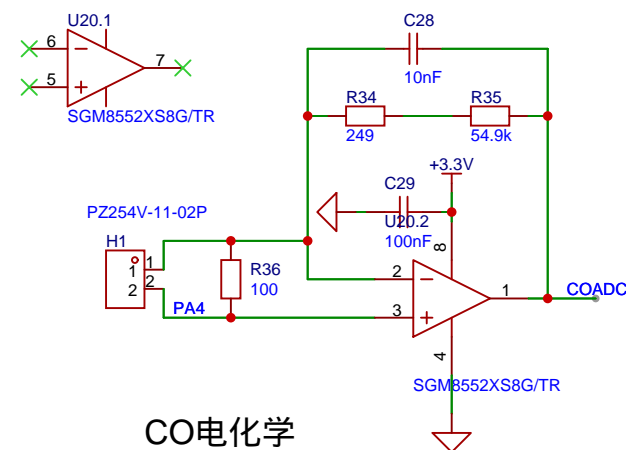 U20.1
6
5
7
SGM8552XS8G/TR
C28
10nF
R34
249
R35
54.9k
+3.3V
C29
U20.2
100nF
8
PZ254V-11-02P
H1
1
1
2
2
R36
100
PA4
2
3
1
COADC
4
SGM8552XS8G/TR
CO电化学